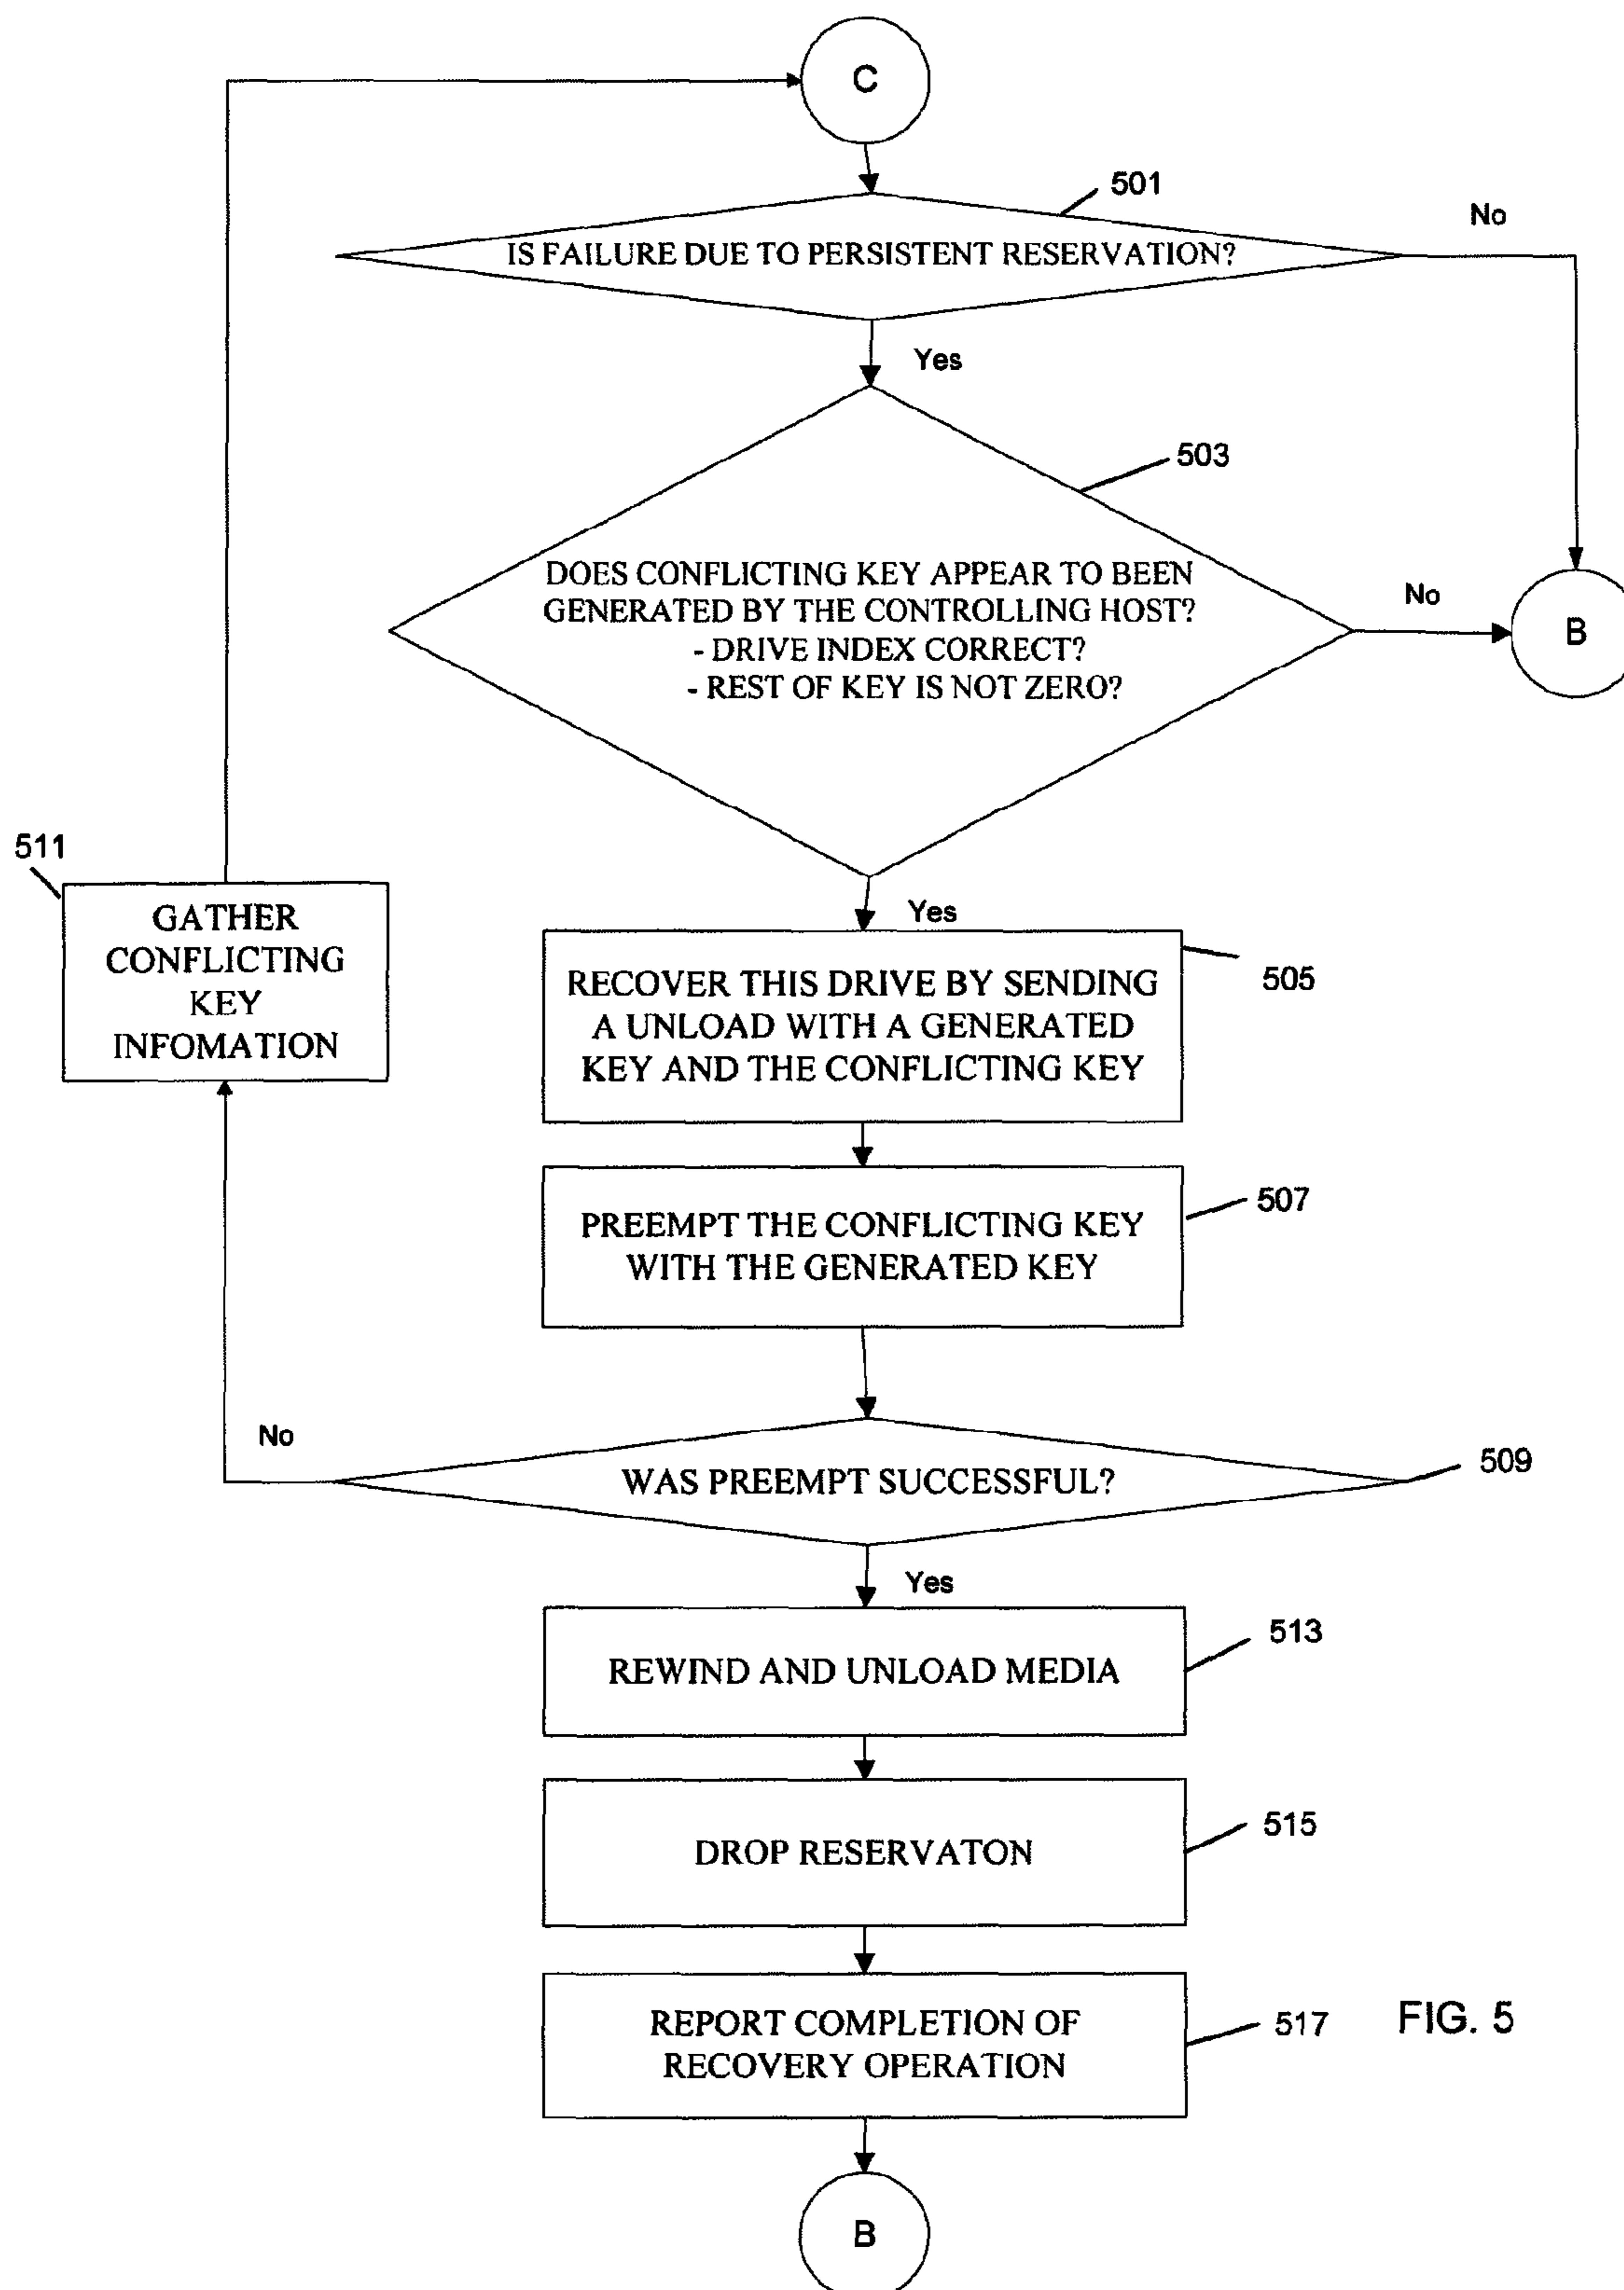 C
501
No
IS FAILURE DUE TO PERSISTENT RESERVATION?
Yes
503
DOES CONFLICTING KEY APPEAR TO BEEN
GENERATED BY THE CONTROLLING HOST?
- DRIVE INDEX CORRECT?
- REST OF KEY IS NOT ZERO?
No
B
511
GATHER
CONFLICTING
KEY
INFOMATION
Yes
RECOVER THIS DRIVE BY SENDING
A UNLOAD WITH A GENERATED
KEY AND THE CONFLICTING KEY
505
PREEMPT THE CONFLICTING KEY
WITH THE GENERATED KEY
507
No
WAS PREEMPT SUCCESSFUL?
509
Yes
REWIND AND UNLOAD MEDIA
513
DROP RESERVATON
515
REPORT COMPLETION OF
RECOVERY OPERATION
517
FIG. 5
B